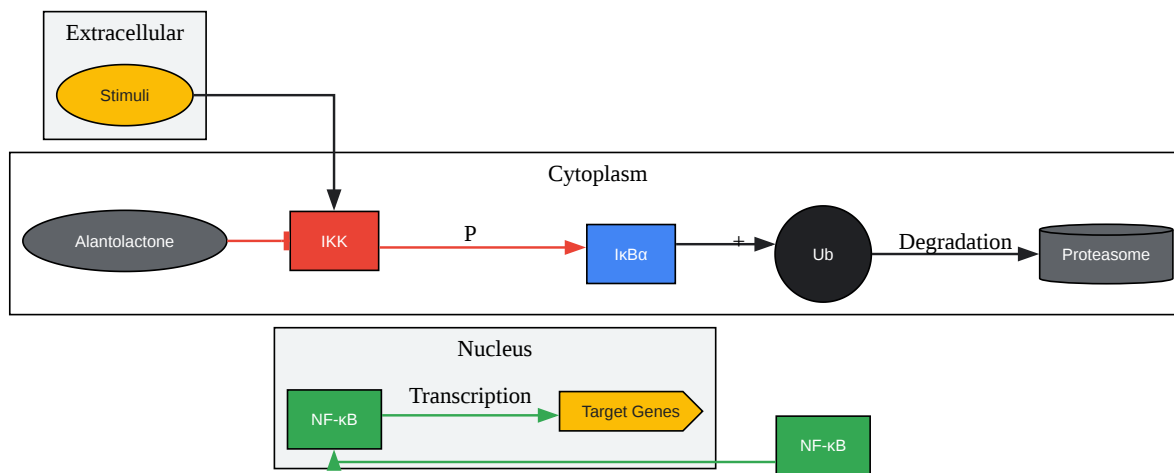 Extracellular
Stimuli
Cytoplasm
Alantolactone
IKK
P
IκBα
+
Ub
Degradation
Proteasome
Nucleus
NF-κB
Transcription
Target Genes
NF-κB